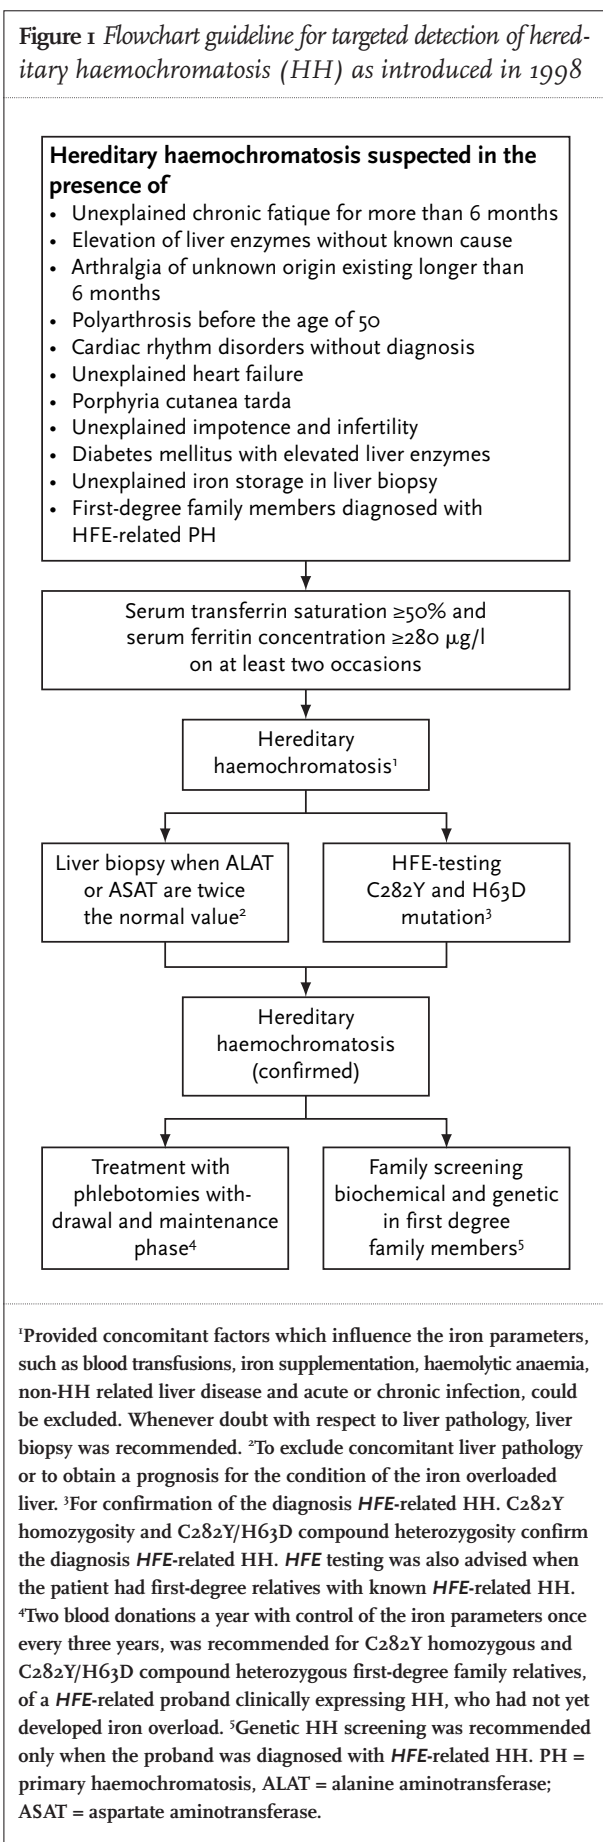 Figure 1 Flowchart guideline for targeted detection of hered-
itary haemochromatosis (HH) as introduced in 1998
Hereditary haemochromatosis suspected in the
presence of
• Unexplained chronic fatique for more than 6 months
• Elevation of liver enzymes without known cause
• Arthralgia of unknown origin existing longer than
6 months
• Polyarthrosis before the age of 50
• Cardiac rhythm disorders without diagnosis
• Unexplained heart failure
• Porphyria cutanea tarda
• Unexplained impotence and infertility
• Diabetes mellitus with elevated liver enzymes
• Unexplained iron storage in liver biopsy
• First-degree family members diagnosed with
HFE-related PH
Serum transferrin saturation ≥50% and
serum ferritin concentration ≥280 µg/l
on at least two occasions
Hereditary
haemochromatosis¹
Liver biopsy when ALAT
or ASAT are twice
the normal value²
HFE-testing
C282Y and H63D
mutation³
Hereditary
haemochromatosis
(confirmed)
Treatment with
phlebotomies with-
drawal and maintenance
phase⁴
Family screening
biochemical and genetic
in first degree
family members⁵
¹Provided concomitant factors which influence the iron parameters,
such as blood transfusions, iron supplementation, haemolytic anaemia,
non-HH related liver disease and acute or chronic infection, could
be excluded. Whenever doubt with respect to liver pathology, liver
biopsy was recommended. ²To exclude concomitant liver pathology
or to obtain a prognosis for the condition of the iron overloaded
liver. ³For confirmation of the diagnosis HFE-related HH. C282Y
homozygosity and C282Y/H63D compound heterozygosity confirm
the diagnosis HFE-related HH. HFE testing was also advised when
the patient had first-degree relatives with known HFE-related HH.
⁴Two blood donations a year with control of the iron parameters once
every three years, was recommended for C282Y homozygous and
C282Y/H63D compound heterozygous first-degree family relatives,
of a HFE-related proband clinically expressing HH, who had not yet
developed iron overload. ⁵Genetic HH screening was recommended
only when the proband was diagnosed with HFE-related HH. PH =
primary haemochromatosis, ALAT = alanine aminotransferase;
ASAT = aspartate aminotransferase.